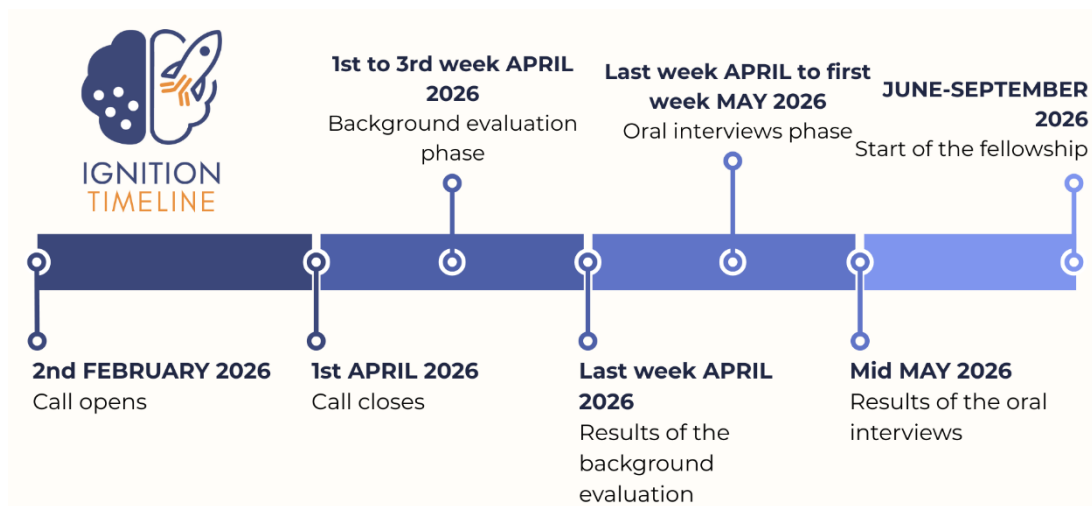 IGNITION
TIMELINE
1st to 3rd week APRIL
2026
Background evaluation
phase
Last week APRIL to first
week MAY 2026
Oral interviews phase
JUNE-SEPTEMBER
2026
Start of the fellowship
2nd FEBRUARY 2026
Call opens
1st APRIL 2026
Call closes
Last week APRIL
2026
Results of the
background
evaluation
Mid MAY 2026
Results of the oral
interviews